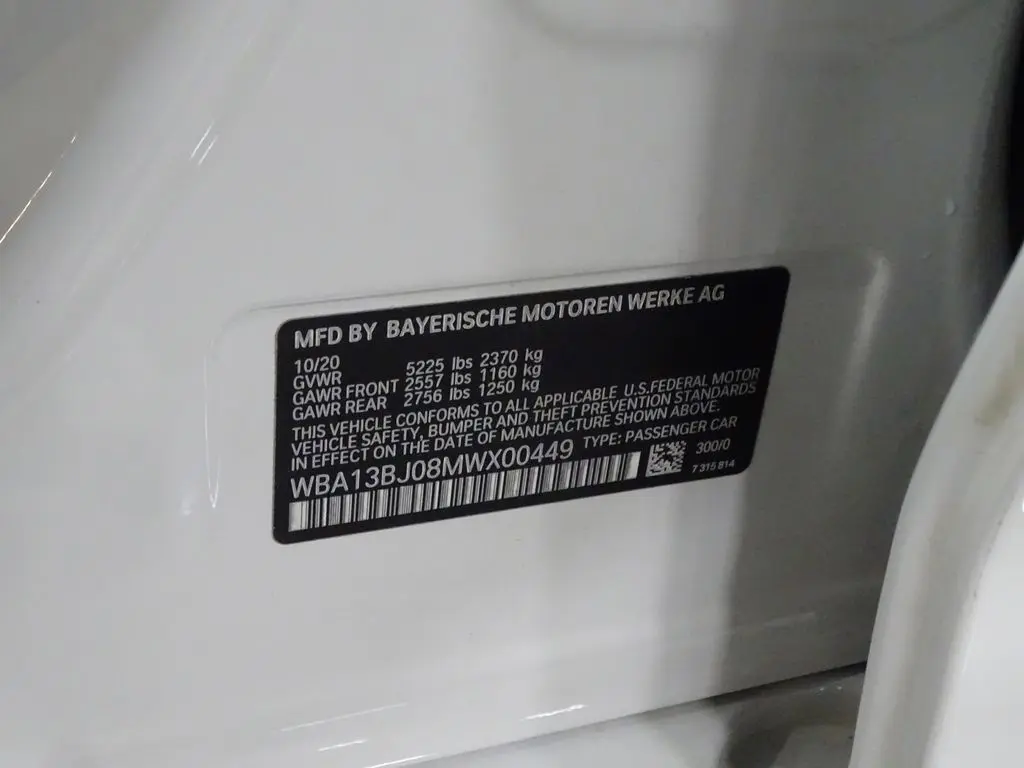 MFD BY BAYERISCHE MOTOREN WERKE AG
10/20
GVWR 5225 lbs 2370 kg
GAWR FRONT 2557 lbs 1160 kg
GAWR REAR 2756 lbs 1250 kg
THIS VEHICLE CONFORMS TO ALL APPLICABLE U.S.FEDERAL MOTOR
VEHICLE SAFETY, BUMPER AND THEFT PREVENTION STANDARDS
IN EFFECT ON THE DATE OF MANUFACTURE SHOWN ABOVE.
WBA13BJ08MWX00449 TYPE: PASSENGER CAR
300/0
7 315 814